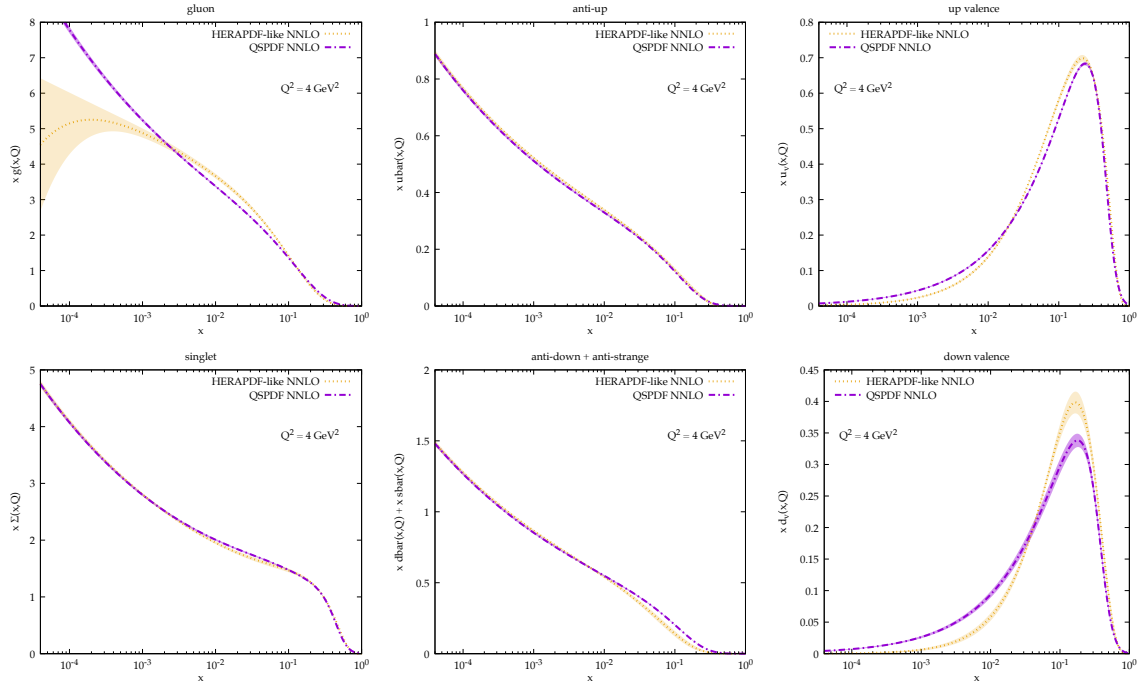 gluon
HERAPDF-like NNLO
QSPDF NNLO
Q² = 4 GeV²
x g(x,Q)
0
1
2
3
4
5
6
7
8
10⁻⁴
10⁻³
10⁻²
10⁻¹
10⁰
x
anti-up
HERAPDF-like NNLO
QSPDF NNLO
Q² = 4 GeV²
x ubar(x,Q)
0
0.2
0.4
0.6
0.8
1
10⁻⁴
10⁻³
10⁻²
10⁻¹
10⁰
x
up valence
HERAPDF-like NNLO
QSPDF NNLO
Q² = 4 GeV²
x uᵥ(x,Q)
0
0.1
0.2
0.3
0.4
0.5
0.6
0.7
0.8
10⁻⁴
10⁻³
10⁻²
10⁻¹
10⁰
x
singlet
HERAPDF-like NNLO
QSPDF NNLO
Q² = 4 GeV²
x Σ(x,Q)
0
1
2
3
4
5
10⁻⁴
10⁻³
10⁻²
10⁻¹
10⁰
x
anti-down + anti-strange
HERAPDF-like NNLO
QSPDF NNLO
Q² = 4 GeV²
x dbar(x,Q) + x sbar(x,Q)
0
0.5
1
1.5
2
10⁻⁴
10⁻³
10⁻²
10⁻¹
10⁰
x
down valence
HERAPDF-like NNLO
QSPDF NNLO
Q² = 4 GeV²
x dᵥ(x,Q)
0
0.05
0.1
0.15
0.2
0.25
0.3
0.35
0.4
0.45
10⁻⁴
10⁻³
10⁻²
10⁻¹
10⁰
x